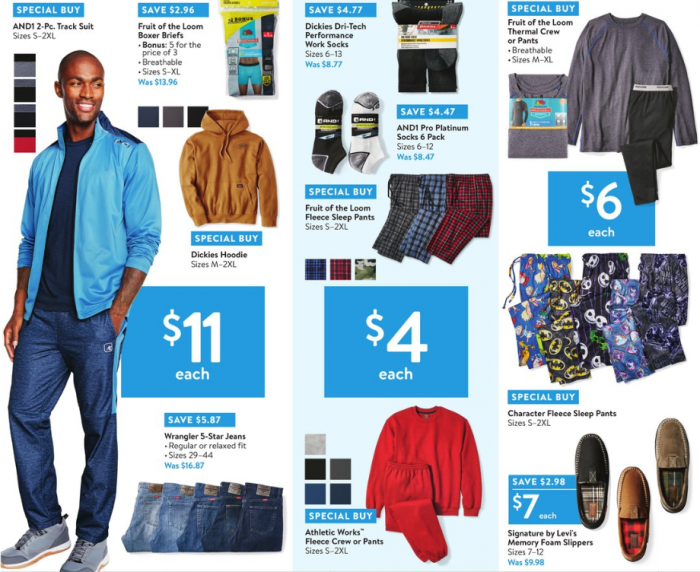 SPECIAL BUY
AND1 2-Pc. Track Suit
Sizes S–2XL
SAVE $2.96
Fruit of the Loom
Boxer Briefs
• Bonus: 5 for the
price of 3
• Breathable
• Sizes S–XL
Was $13.96
SPECIAL BUY
Dickies Hoodie
Sizes M–2XL
$11
each
SAVE $5.87
Wrangler 5-Star Jeans
• Regular or relaxed fit
• Sizes 29–44
Was $16.87
SAVE $4.77
Dickies Dri-Tech
Performance
Work Socks
Sizes 6–13
Was $8.77
SAVE $4.47
AND1 Pro Platinum
Socks 6 Pack
Sizes 6–12
Was $8.47
SPECIAL BUY
Fruit of the Loom
Fleece Sleep Pants
Sizes S–2XL
$4
each
SPECIAL BUY
Athletic Works™
Fleece Crew or Pants
Sizes S–2XL
SPECIAL BUY
Fruit of the Loom
Thermal Crew
or Pants
• Breathable
• Sizes M–XL
$6
each
SPECIAL BUY
Character Fleece Sleep Pants
Sizes S–2XL
SAVE $2.98
$7 each
Signature by Levi's
Memory Foam Slippers
Sizes 7–12
Was $9.98